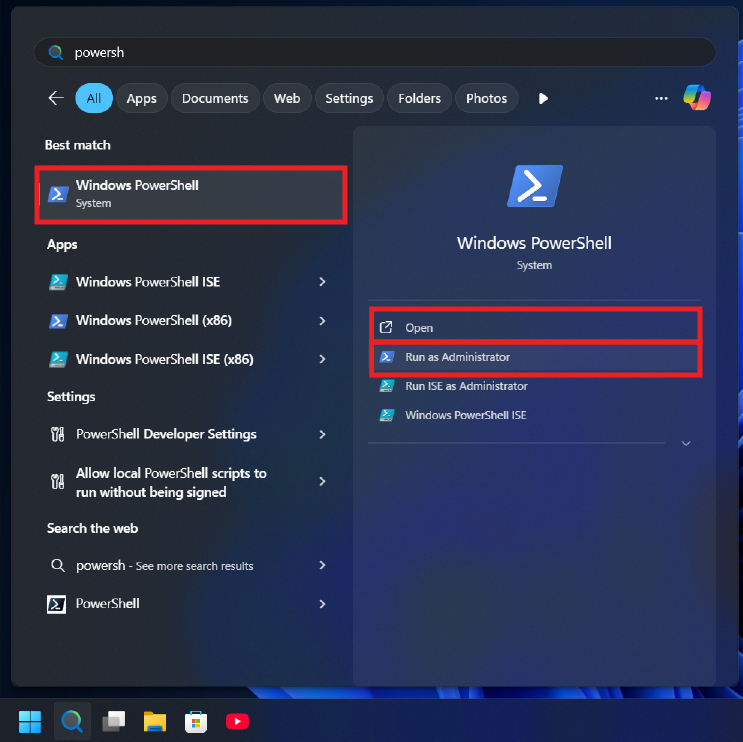 powersh
All
Apps
Documents
Web
Settings
Folders
Photos
Best match
Windows PowerShell
System
Apps
Windows PowerShell ISE
Windows PowerShell (x86)
Windows PowerShell ISE (x86)
Settings
PowerShell Developer Settings
Allow local PowerShell scripts to
run without being signed
Search the web
powersh - See more search results
PowerShell
Windows PowerShell
System
Open
Run as Administrator
Run ISE as Administrator
Windows PowerShell ISE